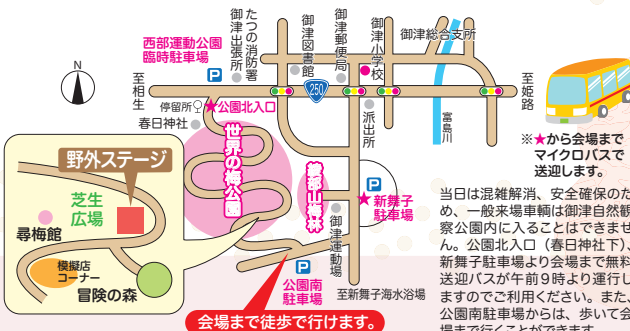 西部運動公園
臨時駐車場
P
たつの消防署
御津出張所
御津図書館
御津郵便局
御津小学校
御津総合支所
N
至相生
250
至姫路
停留所
★公園北入口
春日神社
派出所
富島川
世界の梅公園
綾部山梅林
P
★新舞子
駐車場
御津運動場
P
公園南
駐車場
至新舞子海水浴場
会場まで徒歩で行けます。
野外ステージ
芝生
広場
尋梅館
模擬店
コーナー
冒険の森
※★から会場まで
マイクロバスで
送迎します。
当日は混雑解消、安全確保のた
め、一般来場車輌は御津自然観
察公園内に入ることはできませ
ん。公園北入口（春日神社下）、
新舞子駐車場より会場まで無料
送迎バスが午前9時より運行し
ますのでご利用ください。また、
公園南駐車場からは、歩いて会
場まで行くことができます。